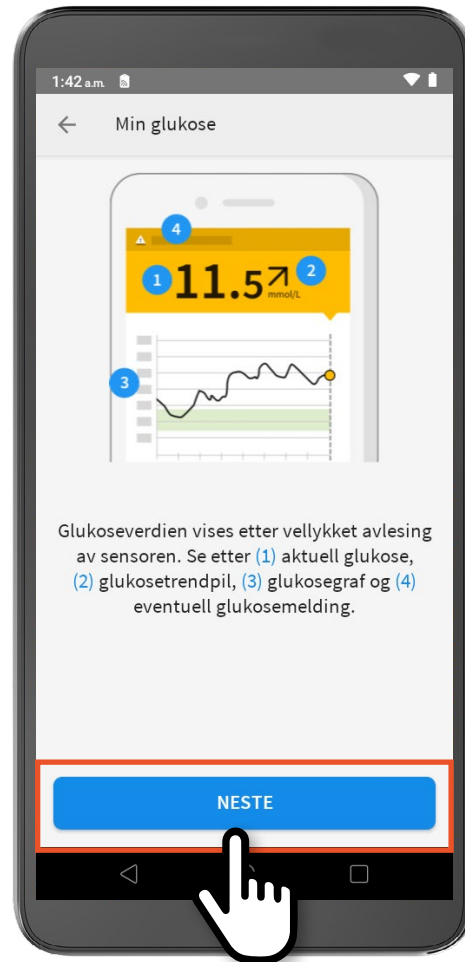 1:42 a.m.
Min glukose
4
1 11.5 2
mmol/L
3
Glukoseverdien vises etter vellykket avlesing
av sensoren. Se etter (1) aktuell glukose,
(2) glukosetrendpil, (3) glukosegraf og (4)
eventuell glukosemelding.
NESTE